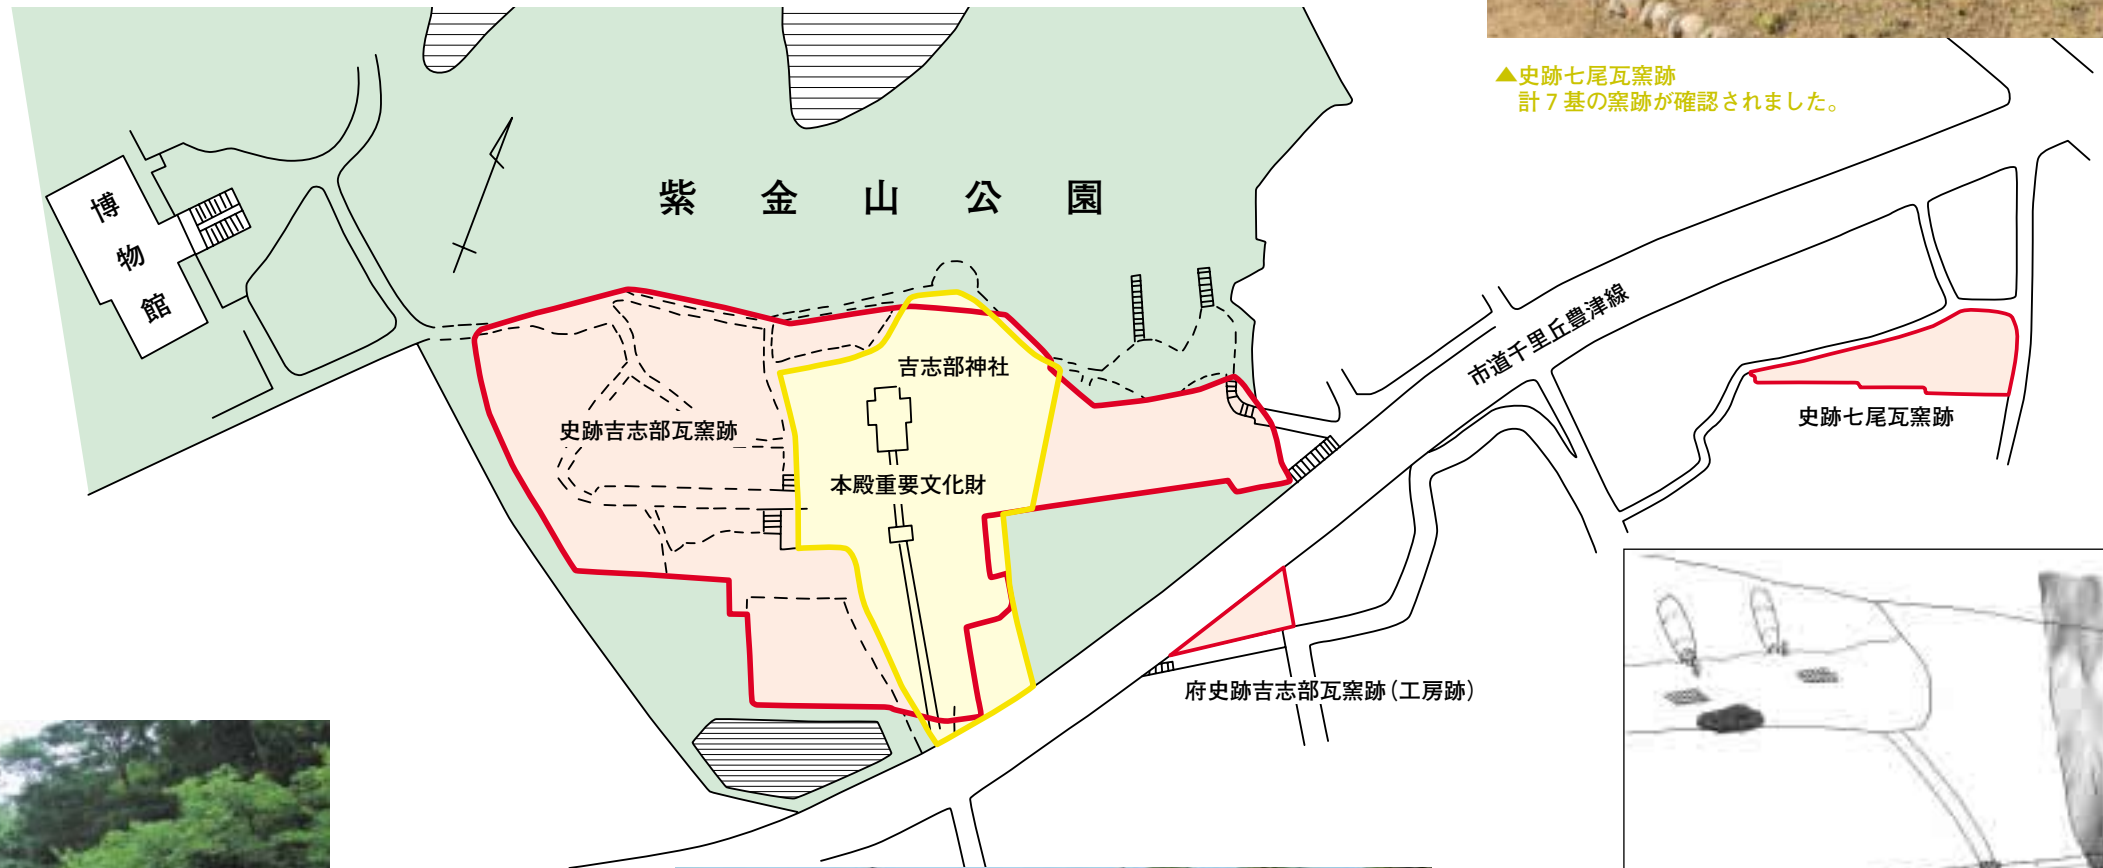 ▲史跡七尾瓦窯跡
計7基の窯跡が確認されました。
紫金山公園
博物館
吉志部神社
市道千里丘豊津線
史跡七尾瓦窯跡
史跡吉志部瓦窯跡
本殿重要文化財
府史跡吉志部瓦窯跡(工房跡)